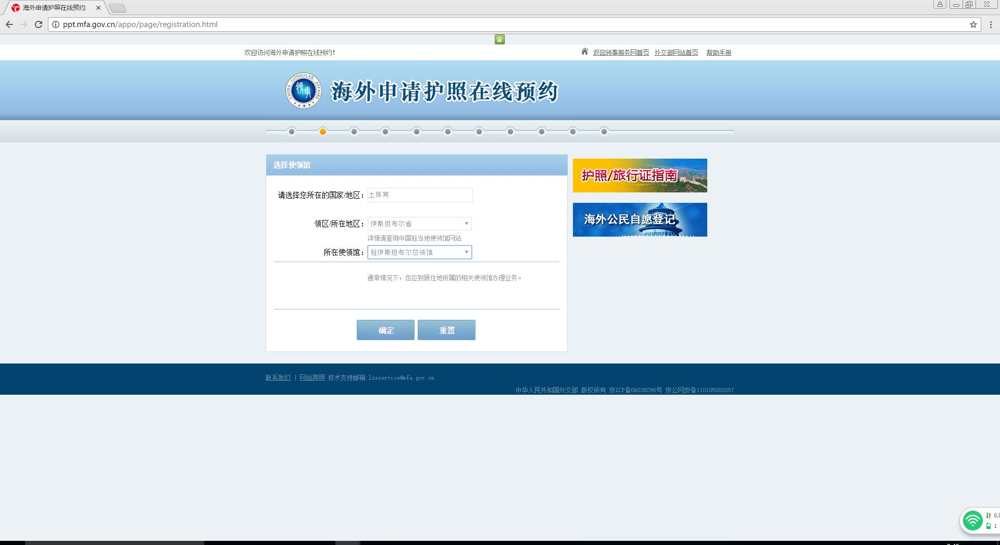 海外申请护照在线预约
ppt.mfa.gov.cn/appo/page/registration.html
欢迎访问海外申请护照在线预约!
返回领事服务网首页 外交部网站首页 帮助手册
CHINA CONSULAR AFFAIRS
领事
海外申请护照在线预约
选择使领馆
护照/旅行证指南
请选择您所在的国家/地区： 土耳其
海外公民自愿登记
领区/所在地区： 伊斯坦布尔省
详情请查询中国驻当地使领馆网站
所在使领馆： 驻伊斯坦布尔总领馆
通常情况下，您应到居住地所属的相关使领馆办理业务。
确定 重置
联系我们 | 网站声明 技术支持邮箱:lssservice@mfa.gov.cn
中华人民共和国外交部 版权所有 京ICP备06038296号 京公网安备110105002097
1